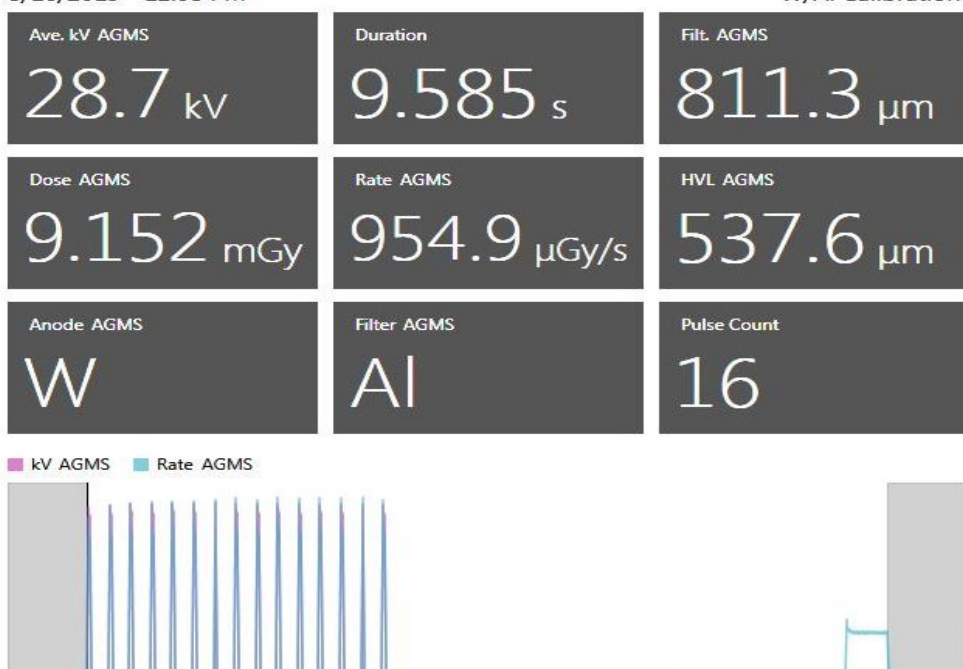 Ave. kV AGMS
28.7 kV
Duration
9.585 s
Filt. AGMS
811.3 µm
Dose AGMS
9.152 mGy
Rate AGMS
954.9 µGy/s
HVL AGMS
537.6 µm
Anode AGMS
W
Filter AGMS
Al
Pulse Count
16
kV AGMS Rate AGMS